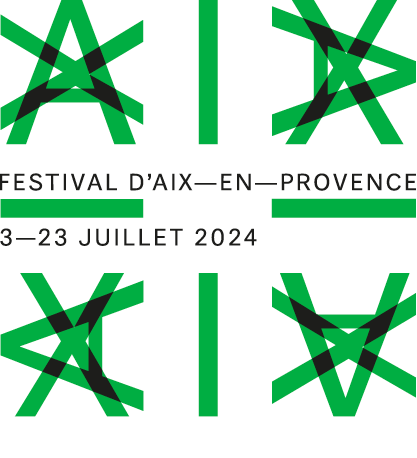 FESTIVAL D’AIX—EN—PROVENCE
3—23 JUILLET 2024